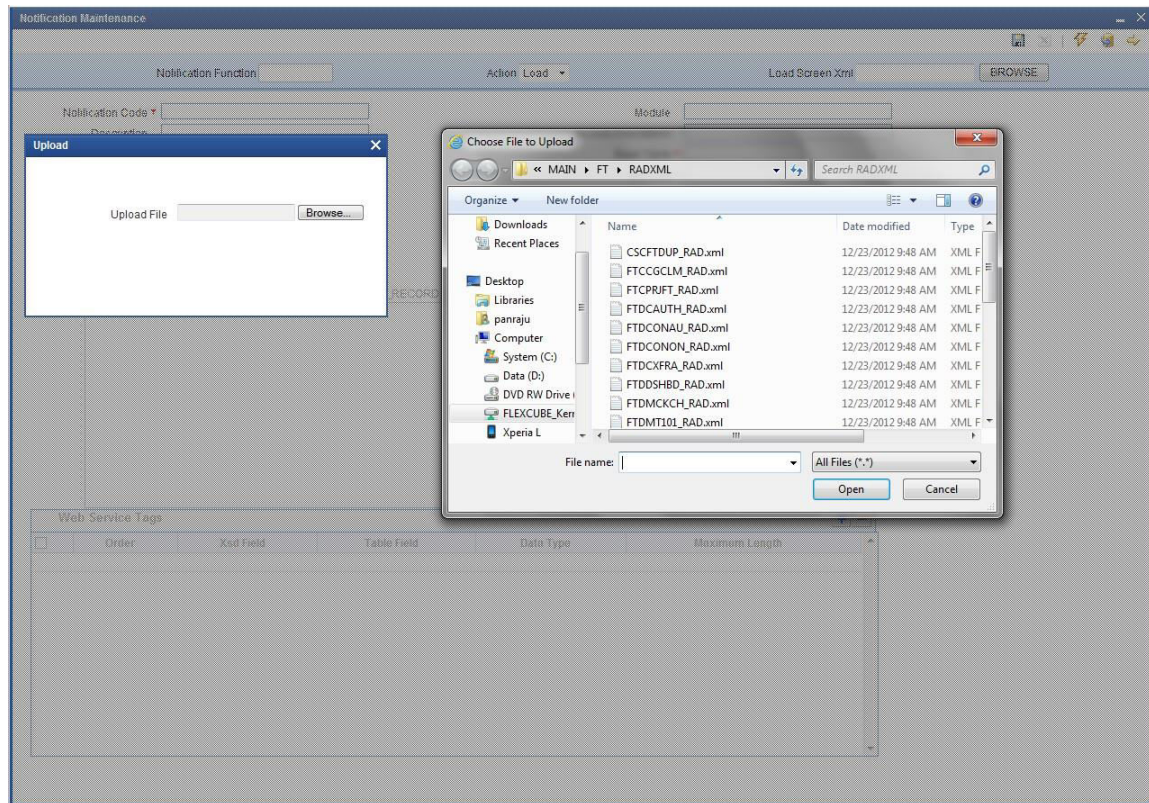 Notification Maintenance
Notification Function
Action Load
Load Screen Xml
BROWSE
Notification Code *
Module
Description
Upload
Upload File
Browse...
_RECORD
Choose File to Upload
« MAIN FT RADXML
Search RADXML
Organize New folder
Downloads
Recent Places
Desktop
Libraries
panraju
Computer
System (C:)
Data (D:)
DVD RW Drive
FLEXCUBE_Kern
Xperia L
Name Date modified Type
CSCFTDUP_RAD.xml 12/23/2012 9:48 AM XML F
FTCCGCLM_RAD.xml 12/23/2012 9:48 AM XML F
FTCPRJFT_RAD.xml 12/23/2012 9:48 AM XML F
FTDCAUTH_RAD.xml 12/23/2012 9:48 AM XML F
FTDCONAU_RAD.xml 12/23/2012 9:48 AM XML F
FTDCONON_RAD.xml 12/23/2012 9:48 AM XML F
FTDCXFRA_RAD.xml 12/23/2012 9:48 AM XML F
FTDDSHBD_RAD.xml 12/23/2012 9:48 AM XML F
FTDMCKCH_RAD.xml 12/23/2012 9:48 AM XML F
FTDMT101_RAD.xml 12/23/2012 9:48 AM XML F
File name:
All Files (*.*)
Open Cancel
Web Service Tags
Order Xsd Field Table Field Data Type Maximum Length